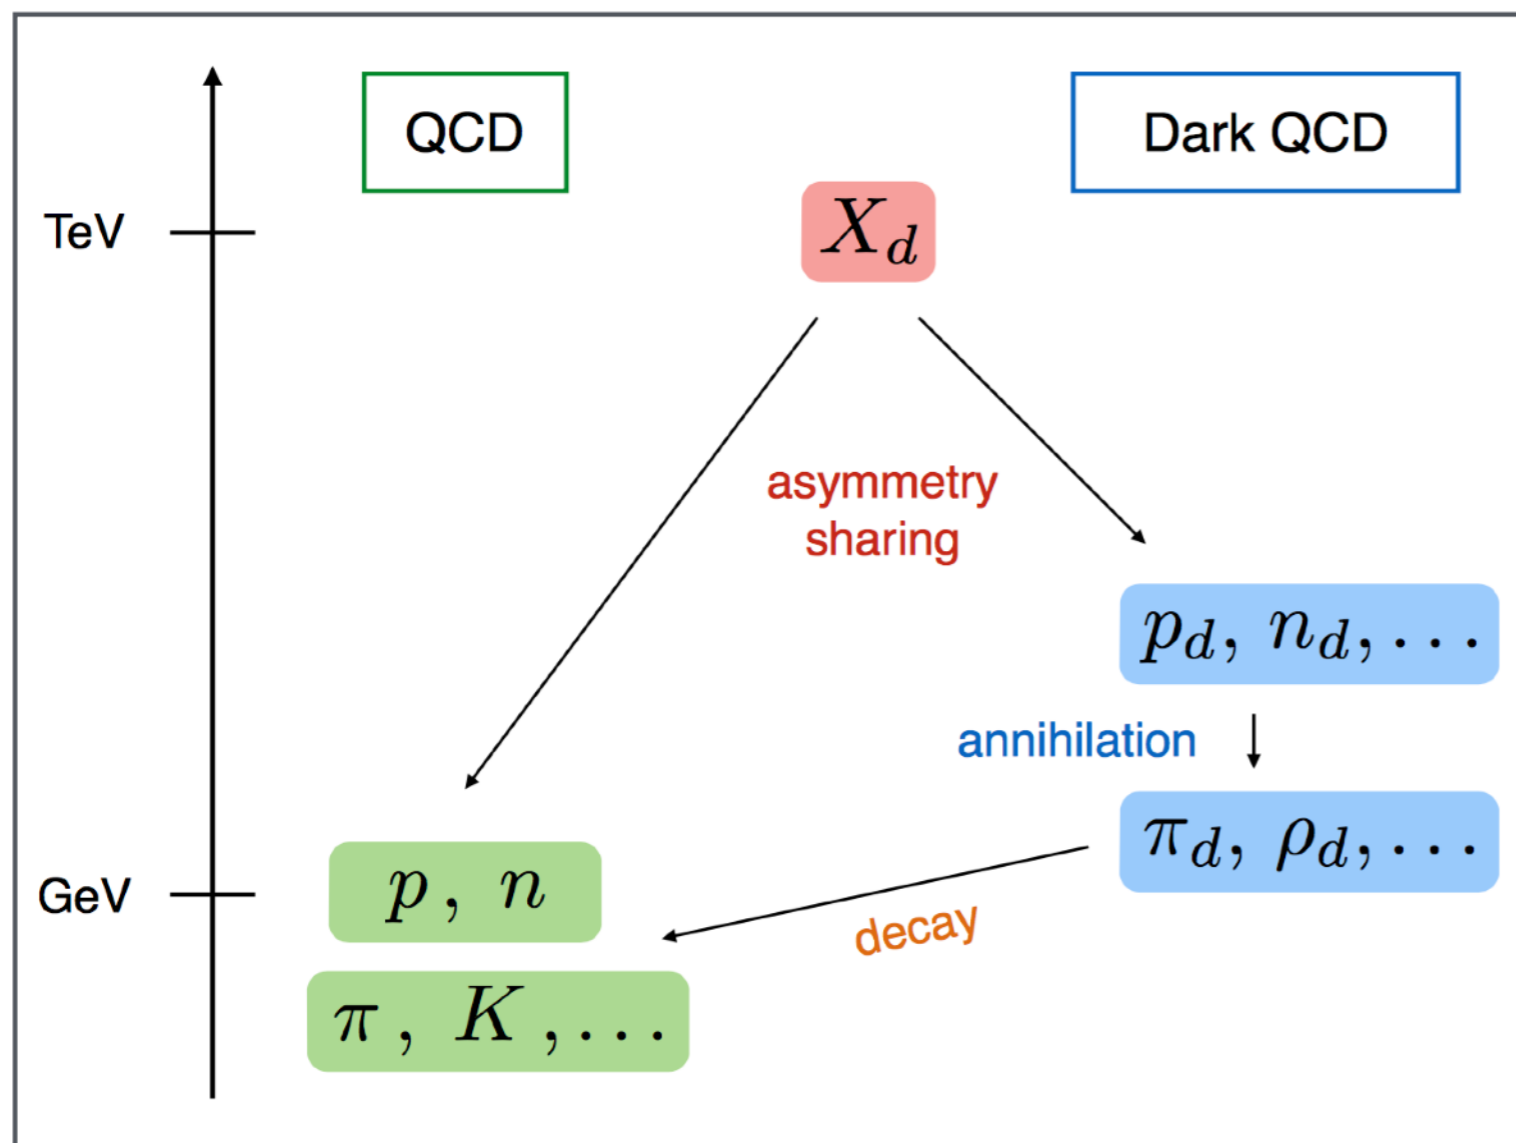 QCD
Dark QCD
TeV
X_d
asymmetry
sharing
p_d, n_d, . . .
annihilation
π_d, ρ_d, . . .
GeV
p , n
decay
π , K , . . .